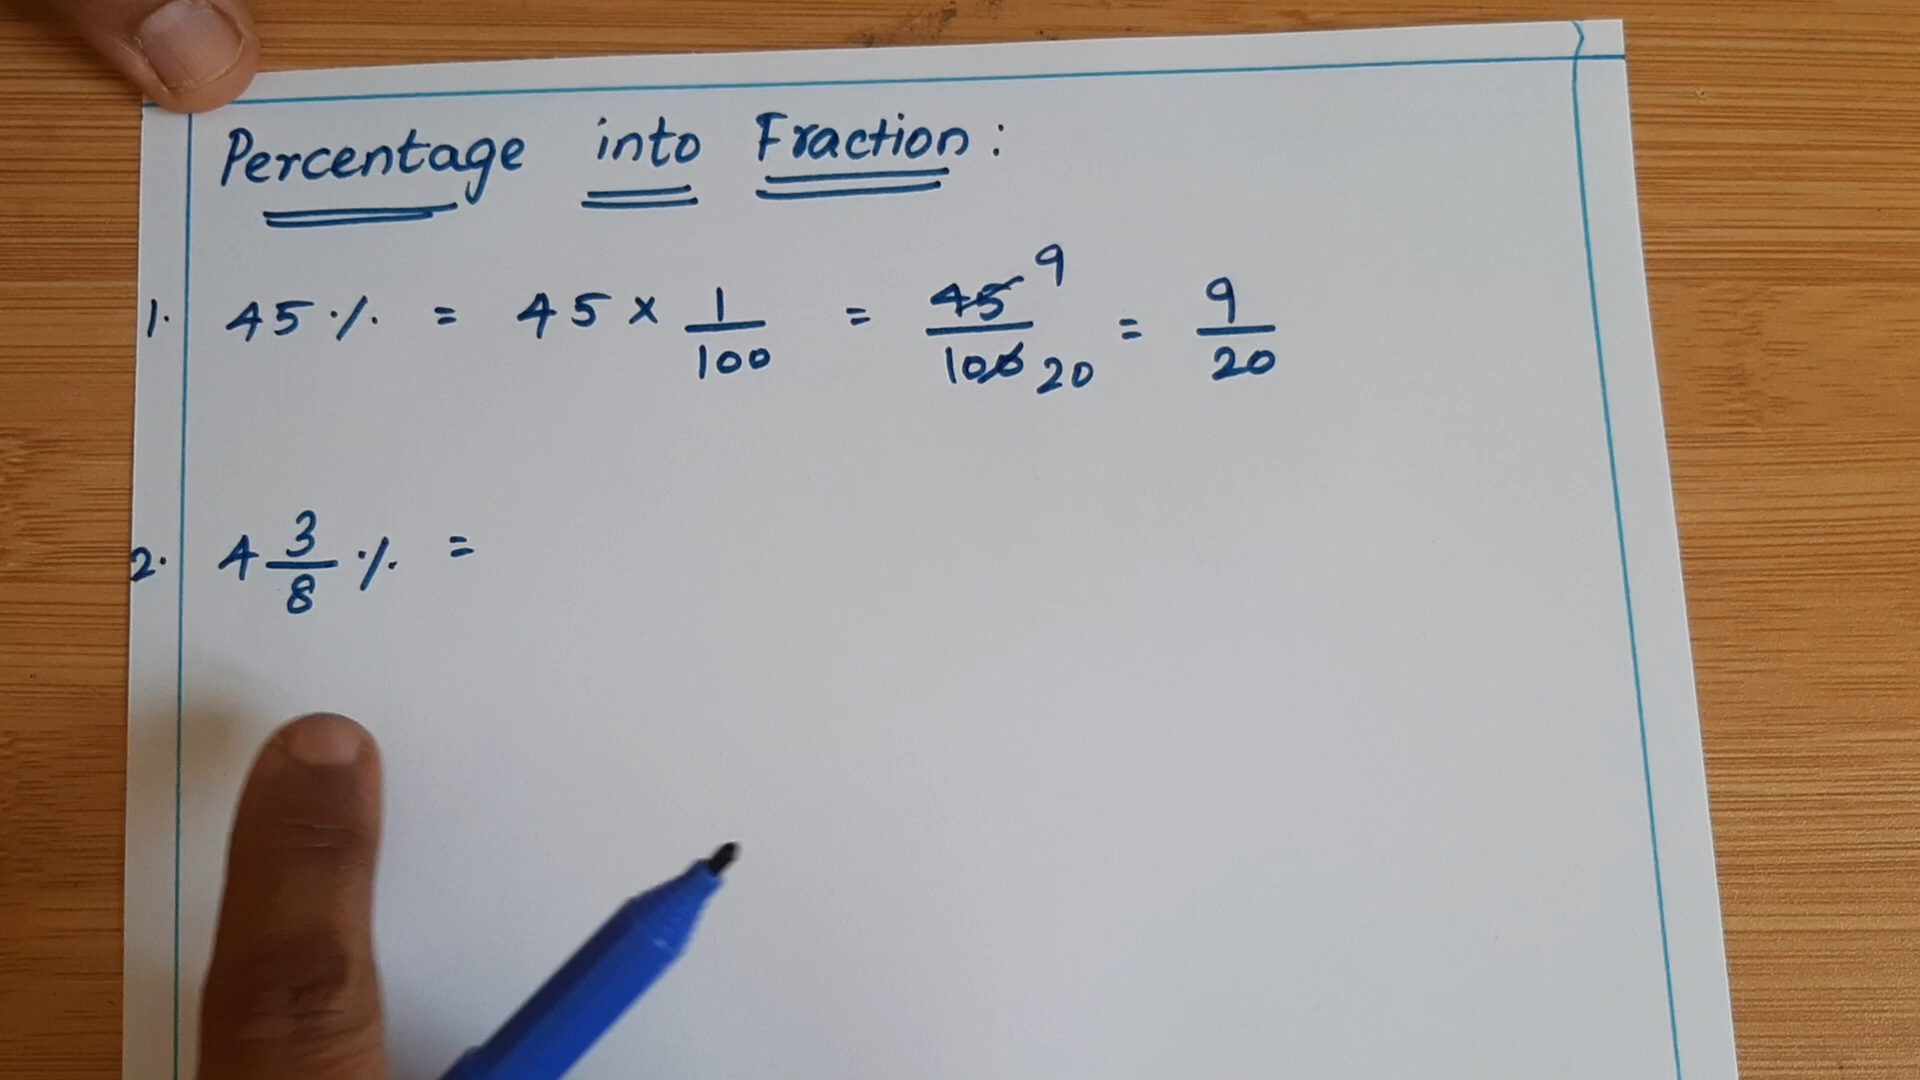 Percentage into Fraction:
1. 45% = 45 × 1/100 = 45/100 9 20 = 9/20
2. 4 3/8 % =